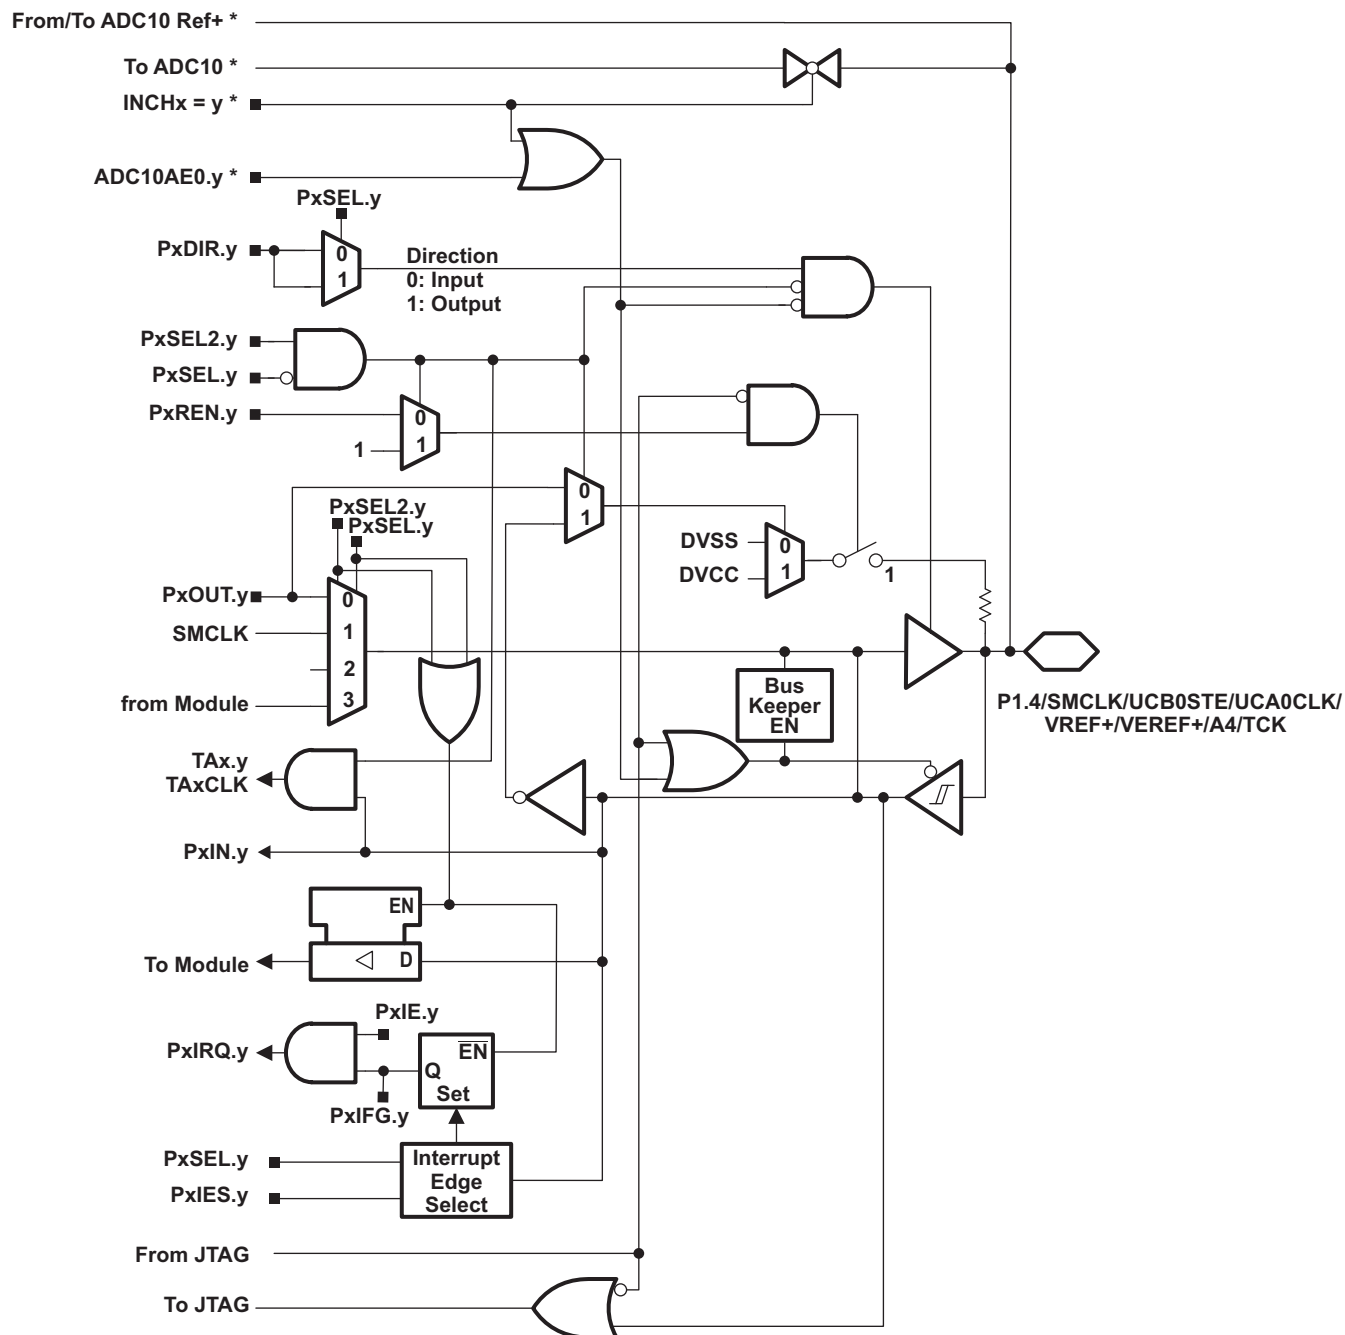 From/To ADC10 Ref+ *
To ADC10 *
INCHx = y *
ADC10AE0.y *
PxSEL.y
PxDIR.y
0
1
Direction
0: Input
1: Output
PxSEL2.y
PxSEL.y
PxREN.y
0
1
1
0
1
PxSEL2.y
PxSEL.y
DVSS
DVCC
0
1
1
PxOUT.y
SMCLK
from Module
0
1
2
3
Bus
Keeper
EN
P1.4/SMCLK/UCB0STE/UCA0CLK/
VREF+/VEREF+/A4/TCK
TAx.y
TAxCLK
PxIN.y
EN
D
To Module
PxIE.y
PxIRQ.y
EN
Q
Set
PxIFG.y
PxSEL.y
PxIES.y
Interrupt
Edge
Select
From JTAG
To JTAG